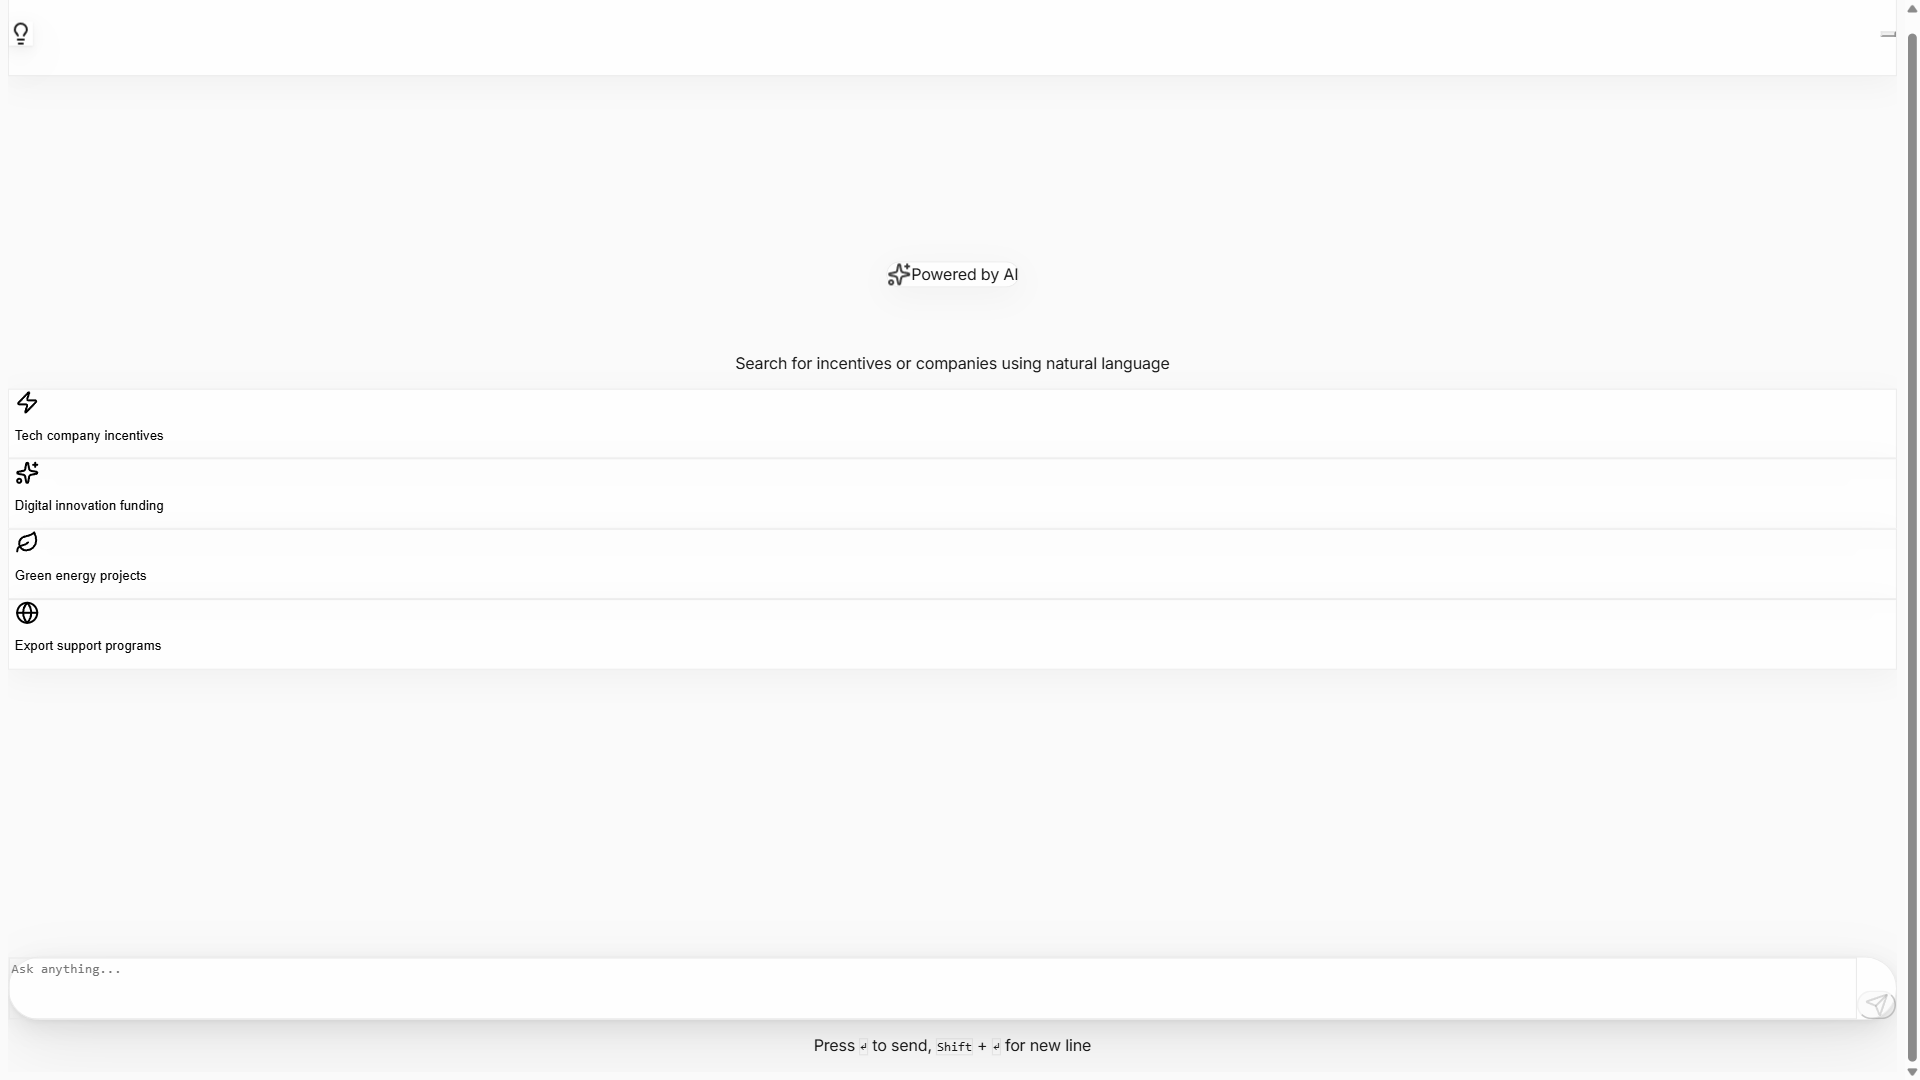 Powered by AI
Search for incentives or companies using natural language
Tech company incentives
Digital innovation funding
Green energy projects
Export support programs
Ask anything...
Press ↲ to send, Shift + ↲ for new line